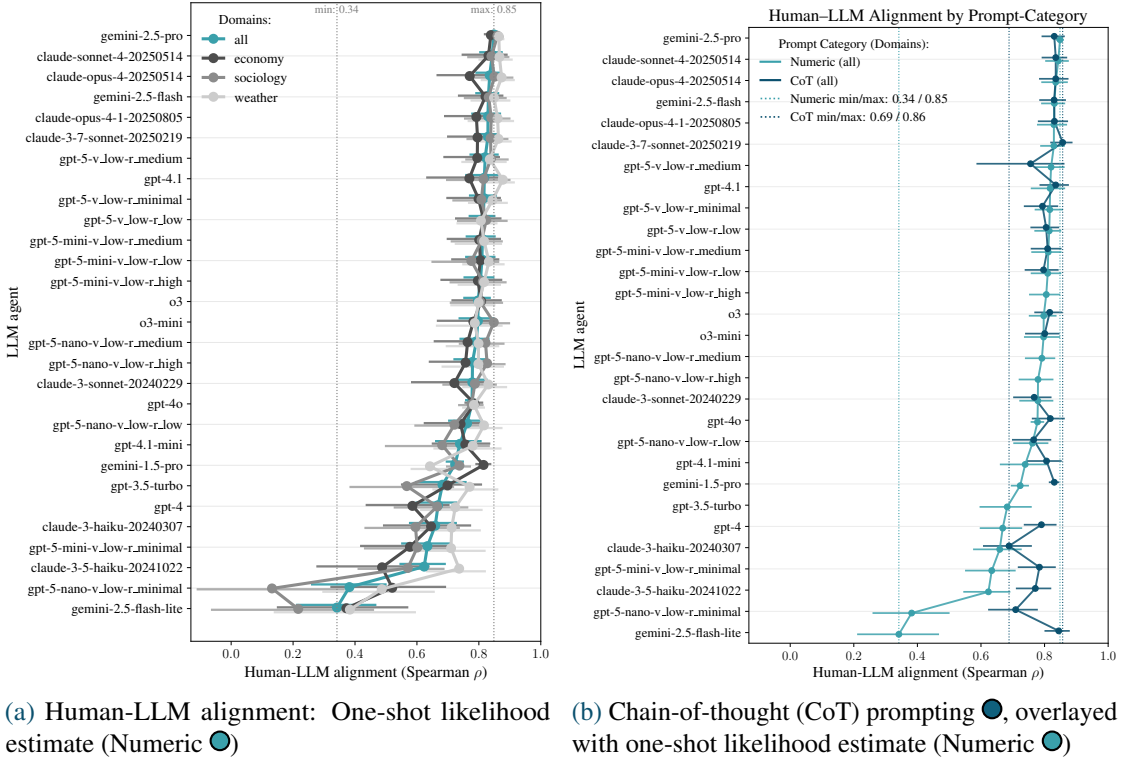 min: 0.34
max: 0.85
Domains:
all
economy
sociology
weather
LLM agent
gemini-2.5-pro
claude-sonnet-4-20250514
claude-opus-4-20250514
gemini-2.5-flash
claude-opus-4-1-20250805
claude-3-7-sonnet-20250219
gpt-5-v_low-r_medium
gpt-4.1
gpt-5-v_low-r_minimal
gpt-5-v_low-r_low
gpt-5-mini-v_low-r_medium
gpt-5-mini-v_low-r_low
gpt-5-mini-v_low-r_high
o3
o3-mini
gpt-5-nano-v_low-r_medium
gpt-5-nano-v_low-r_high
claude-3-sonnet-20240229
gpt-4o
gpt-5-nano-v_low-r_low
gpt-4.1-mini
gemini-1.5-pro
gpt-3.5-turbo
gpt-4
claude-3-haiku-20240307
gpt-5-mini-v_low-r_minimal
claude-3-5-haiku-20241022
gpt-5-nano-v_low-r_minimal
gemini-2.5-flash-lite
0.0 0.2 0.4 0.6 0.8 1.0
Human-LLM alignment (Spearman ρ)
(a) Human-LLM alignment: One-shot likelihood
estimate (Numeric )
Human–LLM Alignment by Prompt-Category
Prompt Category (Domains):
Numeric (all)
CoT (all)
Numeric min/max: 0.34 / 0.85
CoT min/max: 0.69 / 0.86
LLM agent
gemini-2.5-pro
claude-sonnet-4-20250514
claude-opus-4-20250514
gemini-2.5-flash
claude-opus-4-1-20250805
claude-3-7-sonnet-20250219
gpt-5-v_low-r_medium
gpt-4.1
gpt-5-v_low-r_minimal
gpt-5-v_low-r_low
gpt-5-mini-v_low-r_medium
gpt-5-mini-v_low-r_low
gpt-5-mini-v_low-r_high
o3
o3-mini
gpt-5-nano-v_low-r_medium
gpt-5-nano-v_low-r_high
claude-3-sonnet-20240229
gpt-4o
gpt-5-nano-v_low-r_low
gpt-4.1-mini
gemini-1.5-pro
gpt-3.5-turbo
gpt-4
claude-3-haiku-20240307
gpt-5-mini-v_low-r_minimal
claude-3-5-haiku-20241022
gpt-5-nano-v_low-r_minimal
gemini-2.5-flash-lite
0.0 0.2 0.4 0.6 0.8 1.0
Human-LLM alignment (Spearman ρ)
(b) Chain-of-thought (CoT) prompting , overlayed
with one-shot likelihood estimate (Numeric )